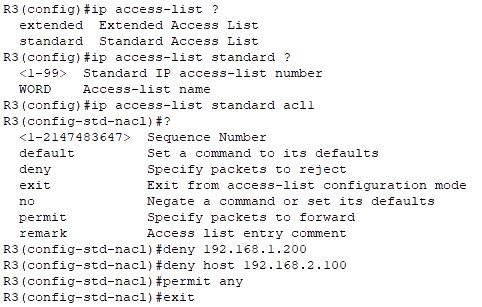 R3(config)#ip access-list ?
  extended  Extended Access List
  standard  Standard Access List
R3(config)#ip access-list standard ?
  <1-99>  Standard IP access-list number
  WORD    Access-list name
R3(config)#ip access-list standard acl1
R3(config-std-nacl)#?
  <1-2147483647>  Sequence Number
  default         Set a command to its defaults
  deny            Specify packets to reject
  exit            Exit from access-list configuration mode
  no              Negate a command or set its defaults
  permit          Specify packets to forward
  remark          Access list entry comment
R3(config-std-nacl)#deny 192.168.1.200
R3(config-std-nacl)#deny host 192.168.2.100
R3(config-std-nacl)#permit any
R3(config-std-nacl)#exit